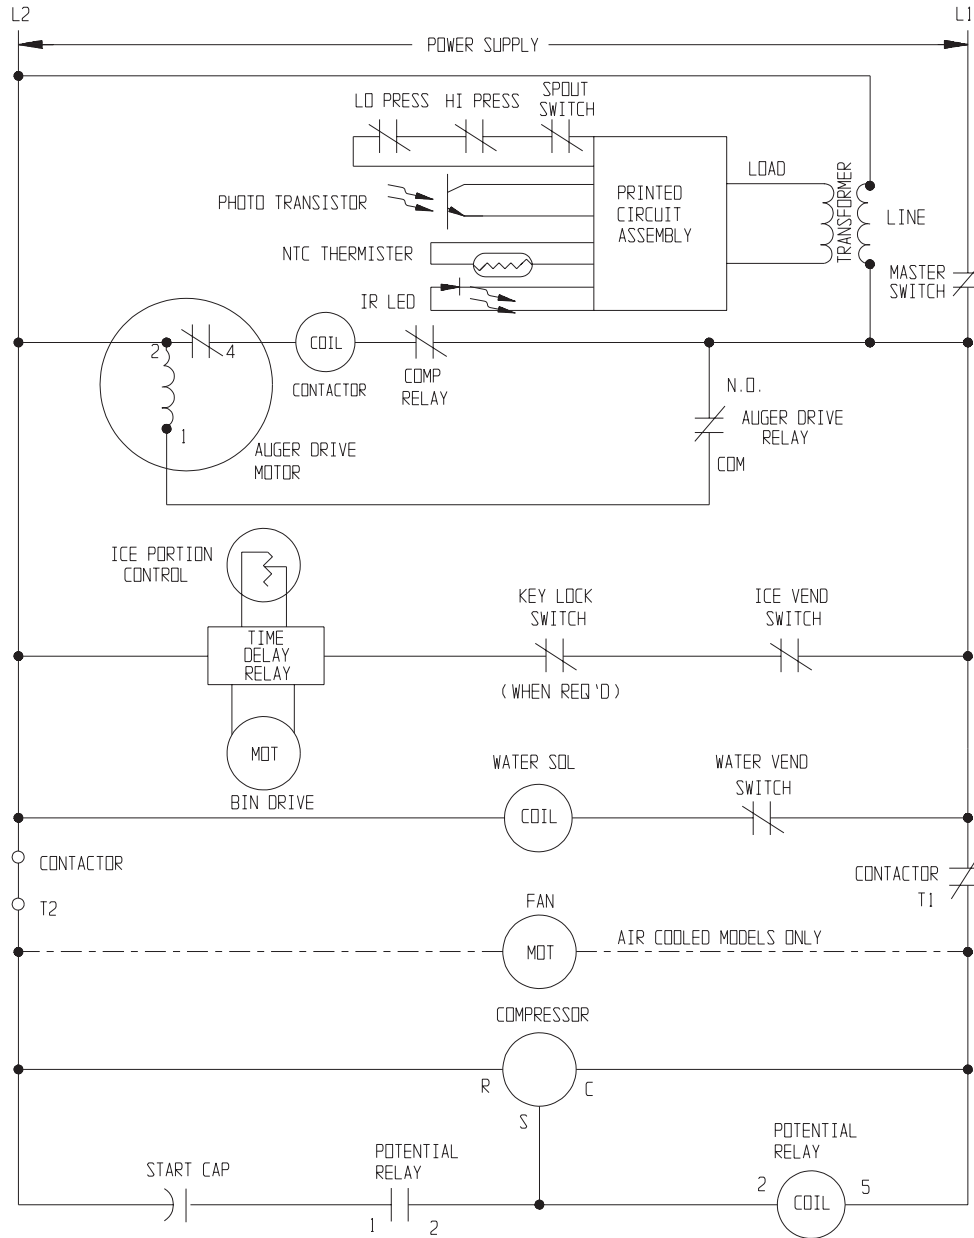 L2
L1
POWER SUPPLY
LO PRESS
HI PRESS
SPOUT
SWITCH
LOAD
TRANSFORMER
LINE
PHOTO TRANSISTOR
PRINTED
CIRCUIT
ASSEMBLY
NTC THERMISTER
IR LED
MASTER
SWITCH
2
4
COIL
CONTACTOR
COMP
RELAY
N.O.
AUGER DRIVE
RELAY
COM
1
AUGER DRIVE
MOTOR
ICE PORTION
CONTROL
TIME
DELAY
RELAY
KEY LOCK
SWITCH
(WHEN REQ'D)
ICE VEND
SWITCH
MOT
BIN DRIVE
WATER SOL
COIL
WATER VEND
SWITCH
CONTACTOR
T2
CONTACTOR
T1
FAN
MOT
AIR COOLED MODELS ONLY
COMPRESSOR
R
C
S
START CAP
POTENTIAL
RELAY
1
2
POTENTIAL
RELAY
2
COIL
5